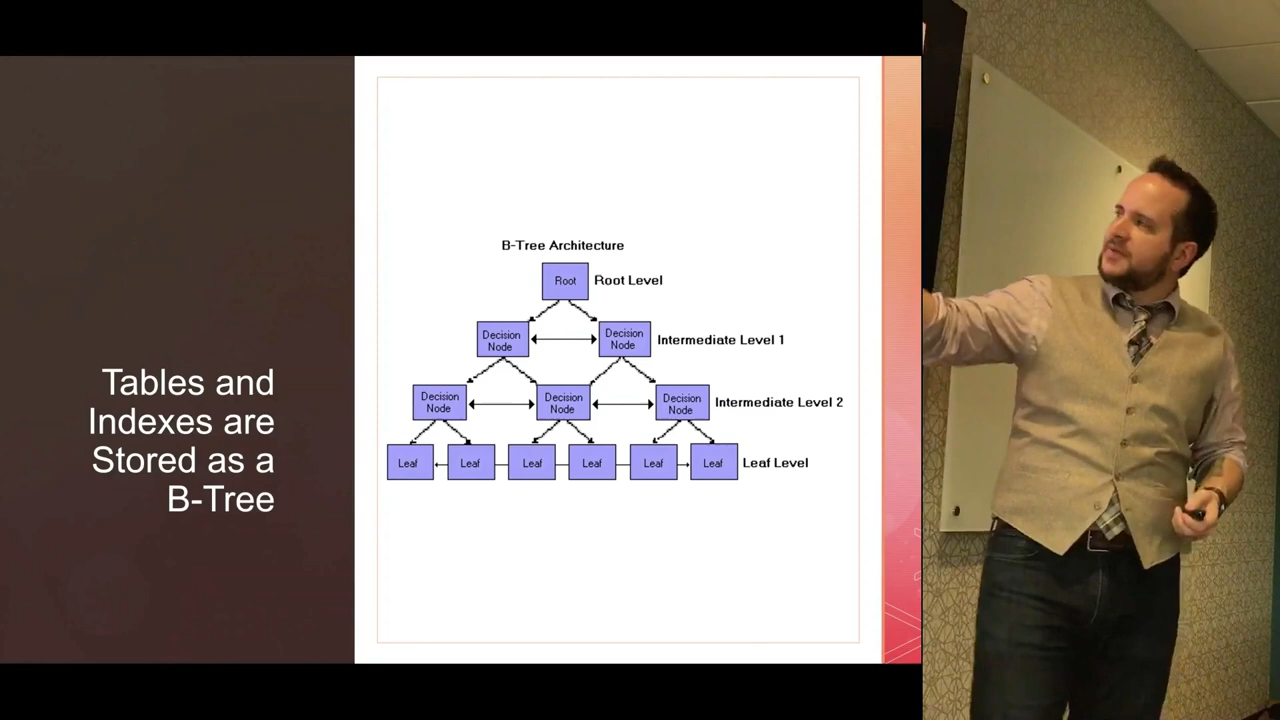 Tables and
Indexes are
Stored as a
B-Tree
B-Tree Architecture
Root
Root Level
Decision
Node
Decision
Node
Intermediate Level 1
Decision
Node
Decision
Node
Decision
Node
Intermediate Level 2
Leaf
Leaf
Leaf
Leaf
Leaf
Leaf
Leaf Level